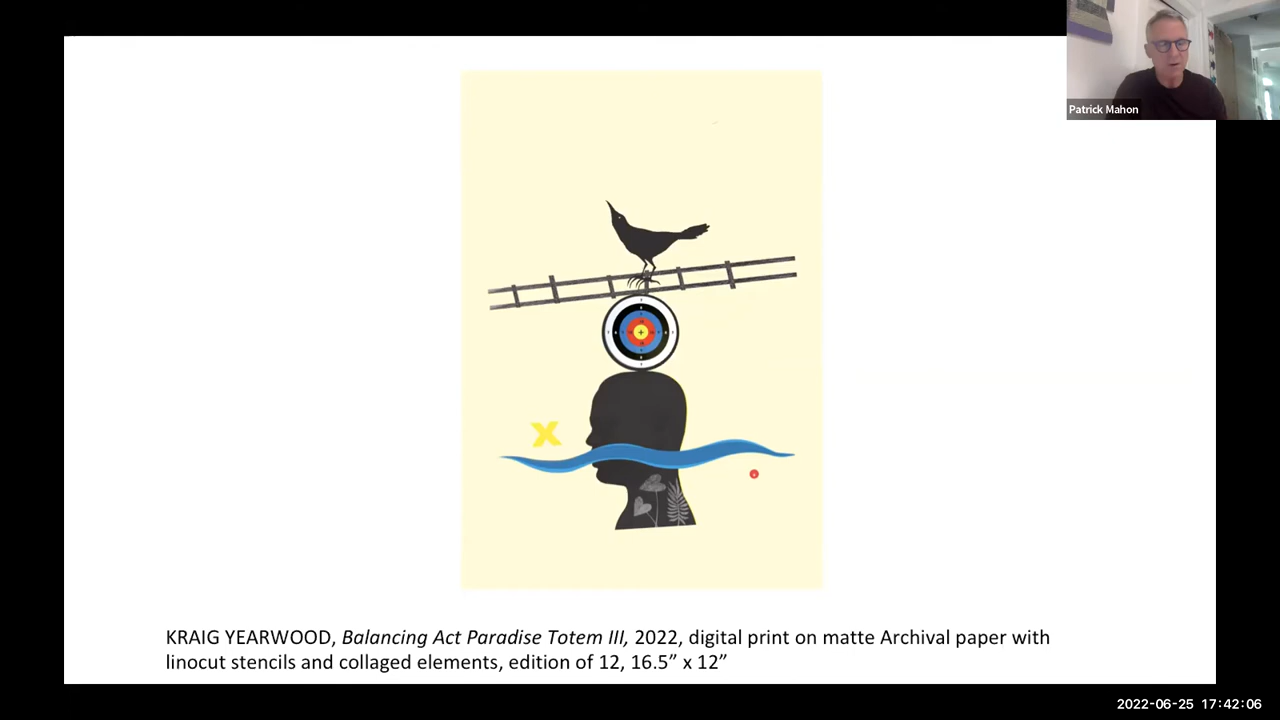 Patrick Mahon
X
KRAIG YEARWOOD, Balancing Act Paradise Totem III, 2022, digital print on matte Archival paper with
linocut stencils and collaged elements, edition of 12, 16.5” x 12”
2022-06-25 17:42:06